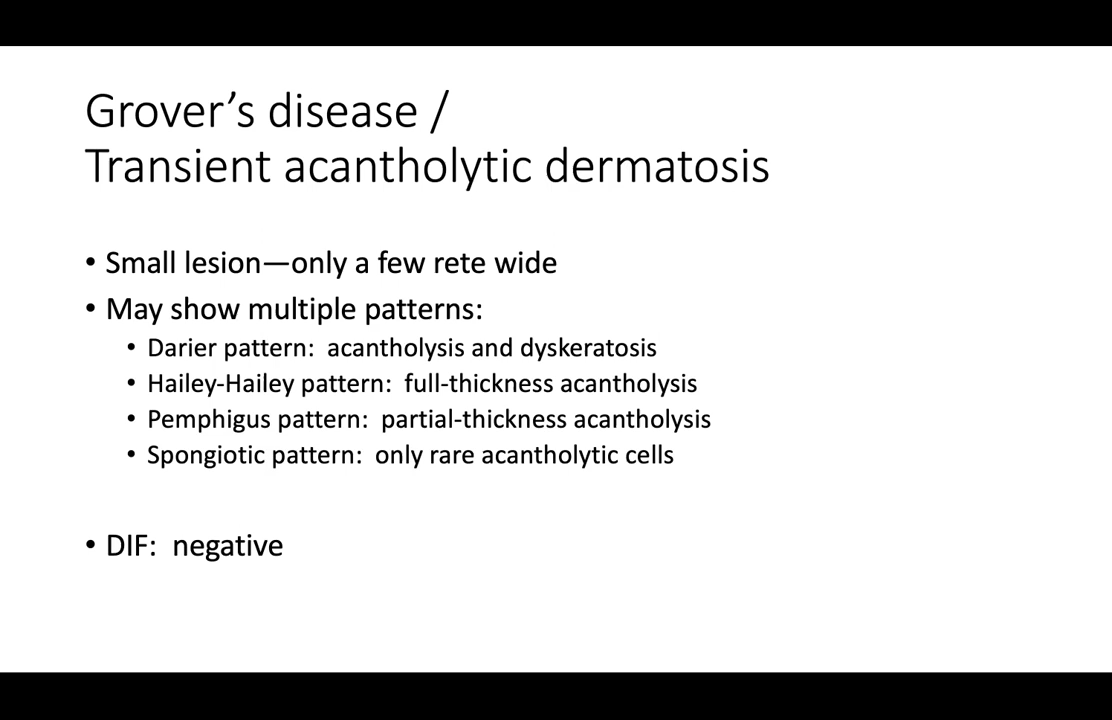 Grover’s disease /
Transient acantholytic dermatosis
• Small lesion—only a few rete wide
• May show multiple patterns:
• Darier pattern:  acantholysis and dyskeratosis
• Hailey-Hailey pattern:  full-thickness acantholysis
• Pemphigus pattern:  partial-thickness acantholysis
• Spongiotic pattern:  only rare acantholytic cells
• DIF:  negative